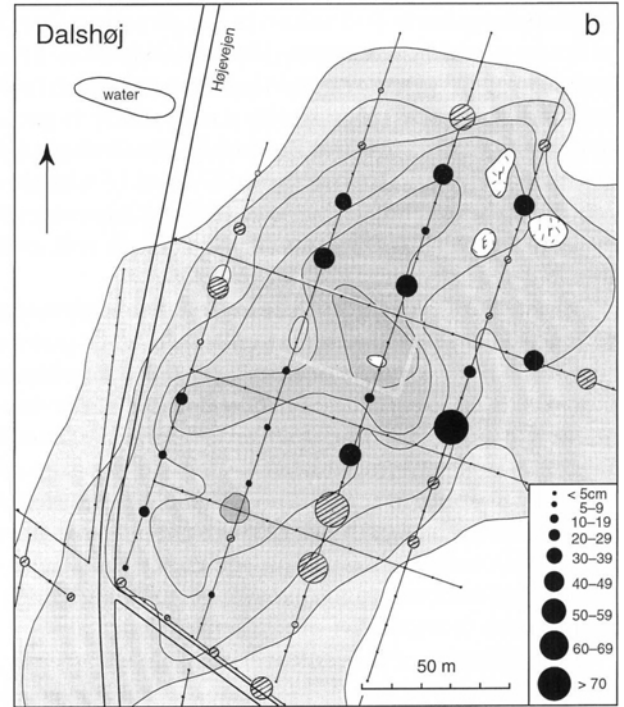 Dalshøj
b
Højevejen
water
r
r
< 5cm
5–9
10–19
20–29
30–39
40–49
50–59
60–69
> 70
50 m